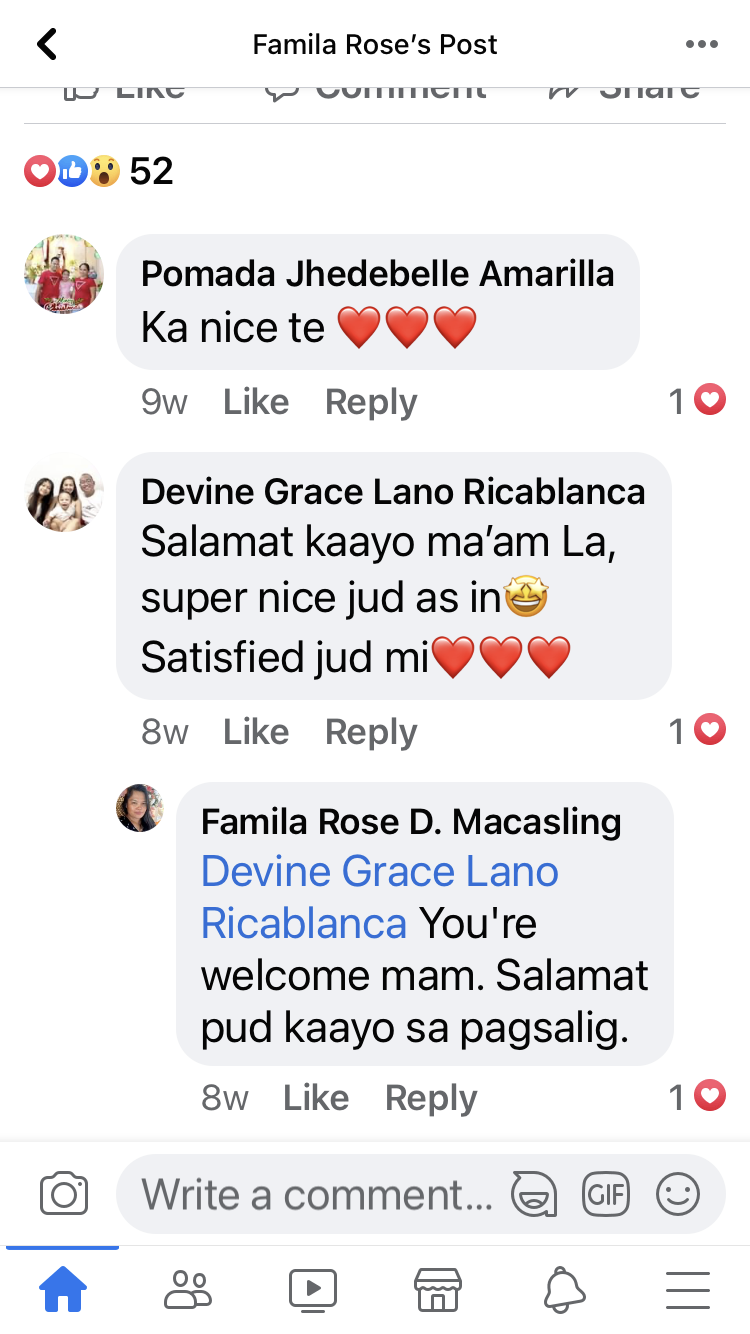 Famila Rose’s Post
Like Comment Share
52
Pomada Jhedebelle Amarilla
Ka nice te ❤️❤️❤️
9w Like Reply 1
Devine Grace Lano Ricablanca
Salamat kaayo ma’am La,
super nice jud as in🤩
Satisfied jud mi❤️❤️❤️
8w Like Reply 1
Famila Rose D. Macasling
Devine Grace Lano
Ricablanca You're
welcome mam. Salamat
pud kaayo sa pagsalig.
8w Like Reply 1
Write a comment... GIF